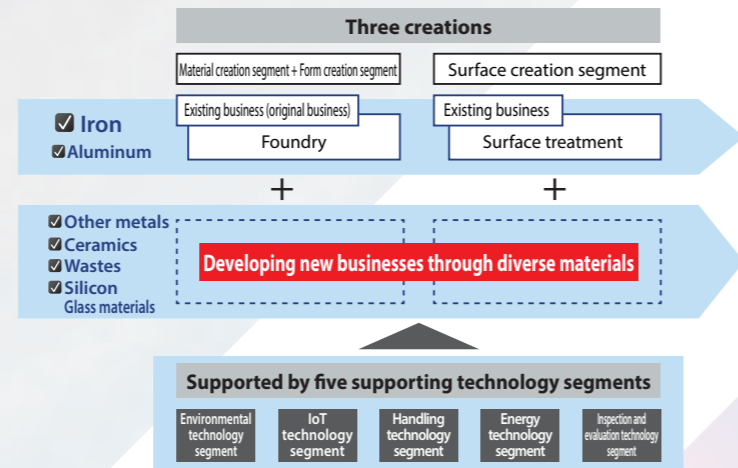 Three creations
Material creation segment + Form creation segment
Surface creation segment
Existing business (original business)
Existing business
Iron
Aluminum
Foundry
Surface treatment
+
+
Other metals
Ceramics
Wastes
Silicon
Glass materials
Developing new businesses through diverse materials
Supported by five supporting technology segments
Environmental
technology
segment
IoT
technology
segment
Handling
technology
segment
Energy
technology
segment
Inspection and
evaluation technology
segment